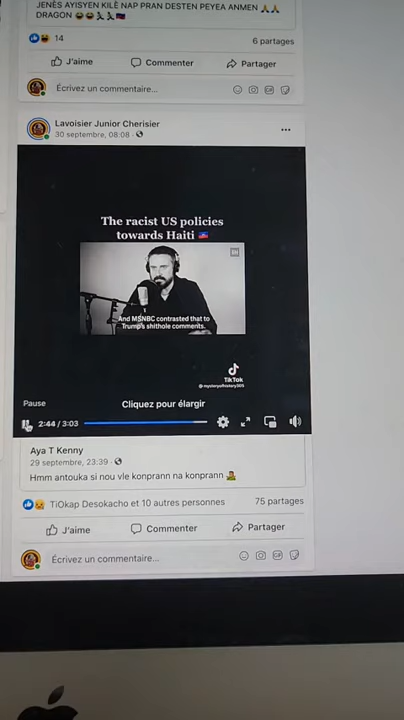 JENÈS AYISYEN KILÈ NAP PRAN DESTEN PEYEA ANMEN 🙏🙏
DRAGON 😂😂🏃🏃🇭🇹
14
6 partages
J'aime
Commenter
Partager
Écrivez un commentaire...
Lavoisier Junior Cherisier
30 septembre, 08:08 ·
The racist US policies
towards Haiti 🇭🇹
And MSNBC contrasted that to
Trump's shithole comments.
TikTok
Pause
Cliquez pour élargir
2:44 / 3:03
Aya T Kenny
29 septembre, 23:39 ·
Hmm antouka si nou vle konprann na konprann 🤷
TiOkap Desokacho et 10 autres personnes
75 partages
J'aime
Commenter
Partager
Écrivez un commentaire...